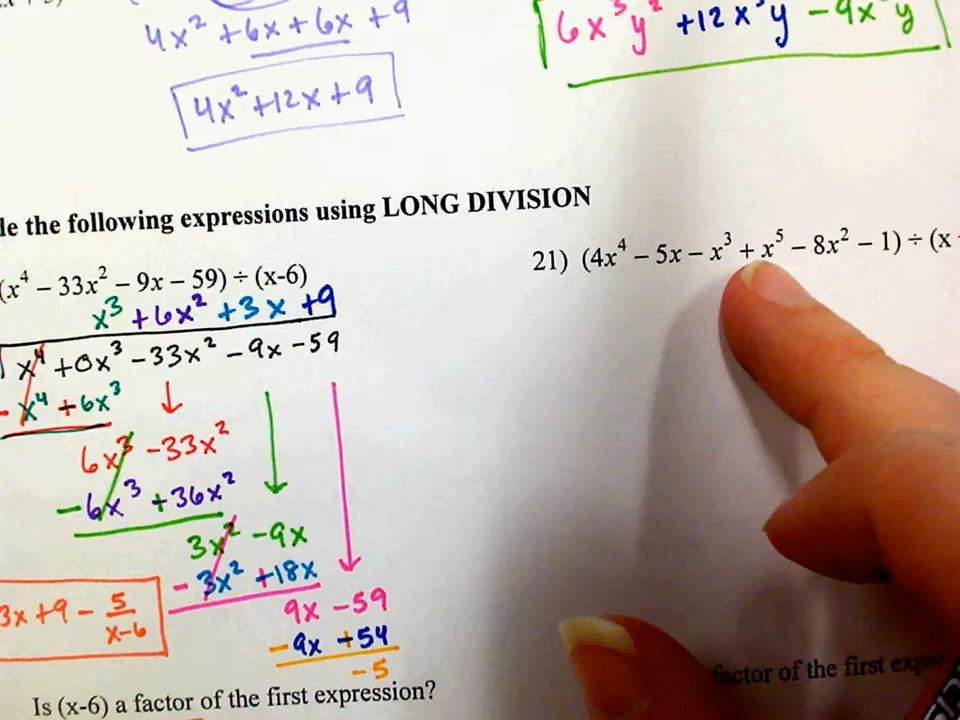 4x² + 6x + 6x + 9
4x² + 12x + 9
6x³y² + 12x³y - 9x²y
the following expressions using LONG DIVISION
(x⁴ – 33x² – 9x – 59) ÷ (x-6)
x³ + 6x² + 3x + 9
x⁴ + 0x³ - 33x² - 9x - 59
- x⁴ + 6x³
6x³ - 33x²
- 6x³ + 36x²
3x² - 9x
- 3x² + 18x
9x - 59
- 9x + 54
- 5
3x + 9 - 5/(x-6)
Is (x-6) a factor of the first expression?
21) (4x⁴ – 5x – x³ + x⁵ – 8x² – 1) ÷ (x
factor of the first